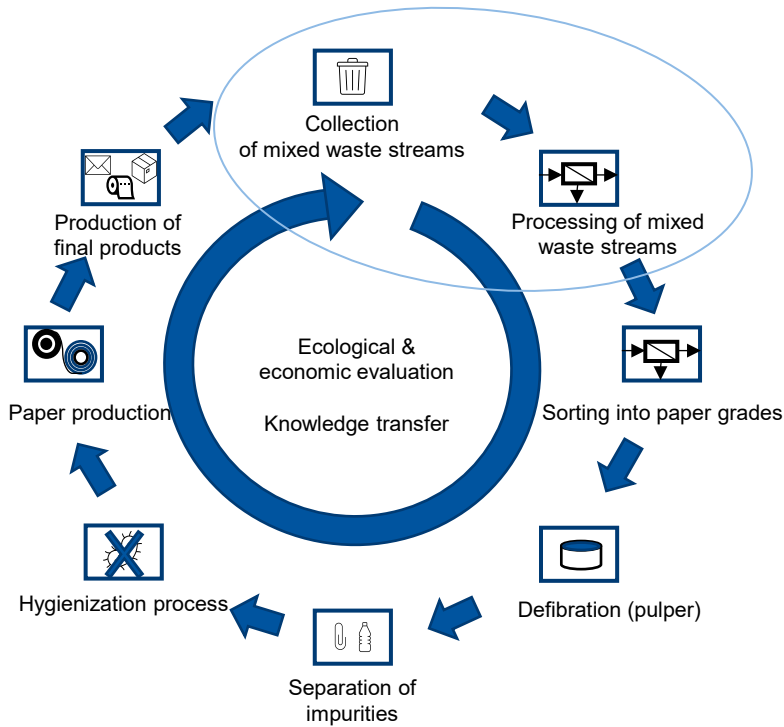 Collection
of mixed waste streams
Processing of mixed
waste streams
Sorting into paper grades
Defibration (pulper)
Separation of
impurities
Hygienization process
Paper production
Production of
final products
Ecological &
economic evaluation
Knowledge transfer